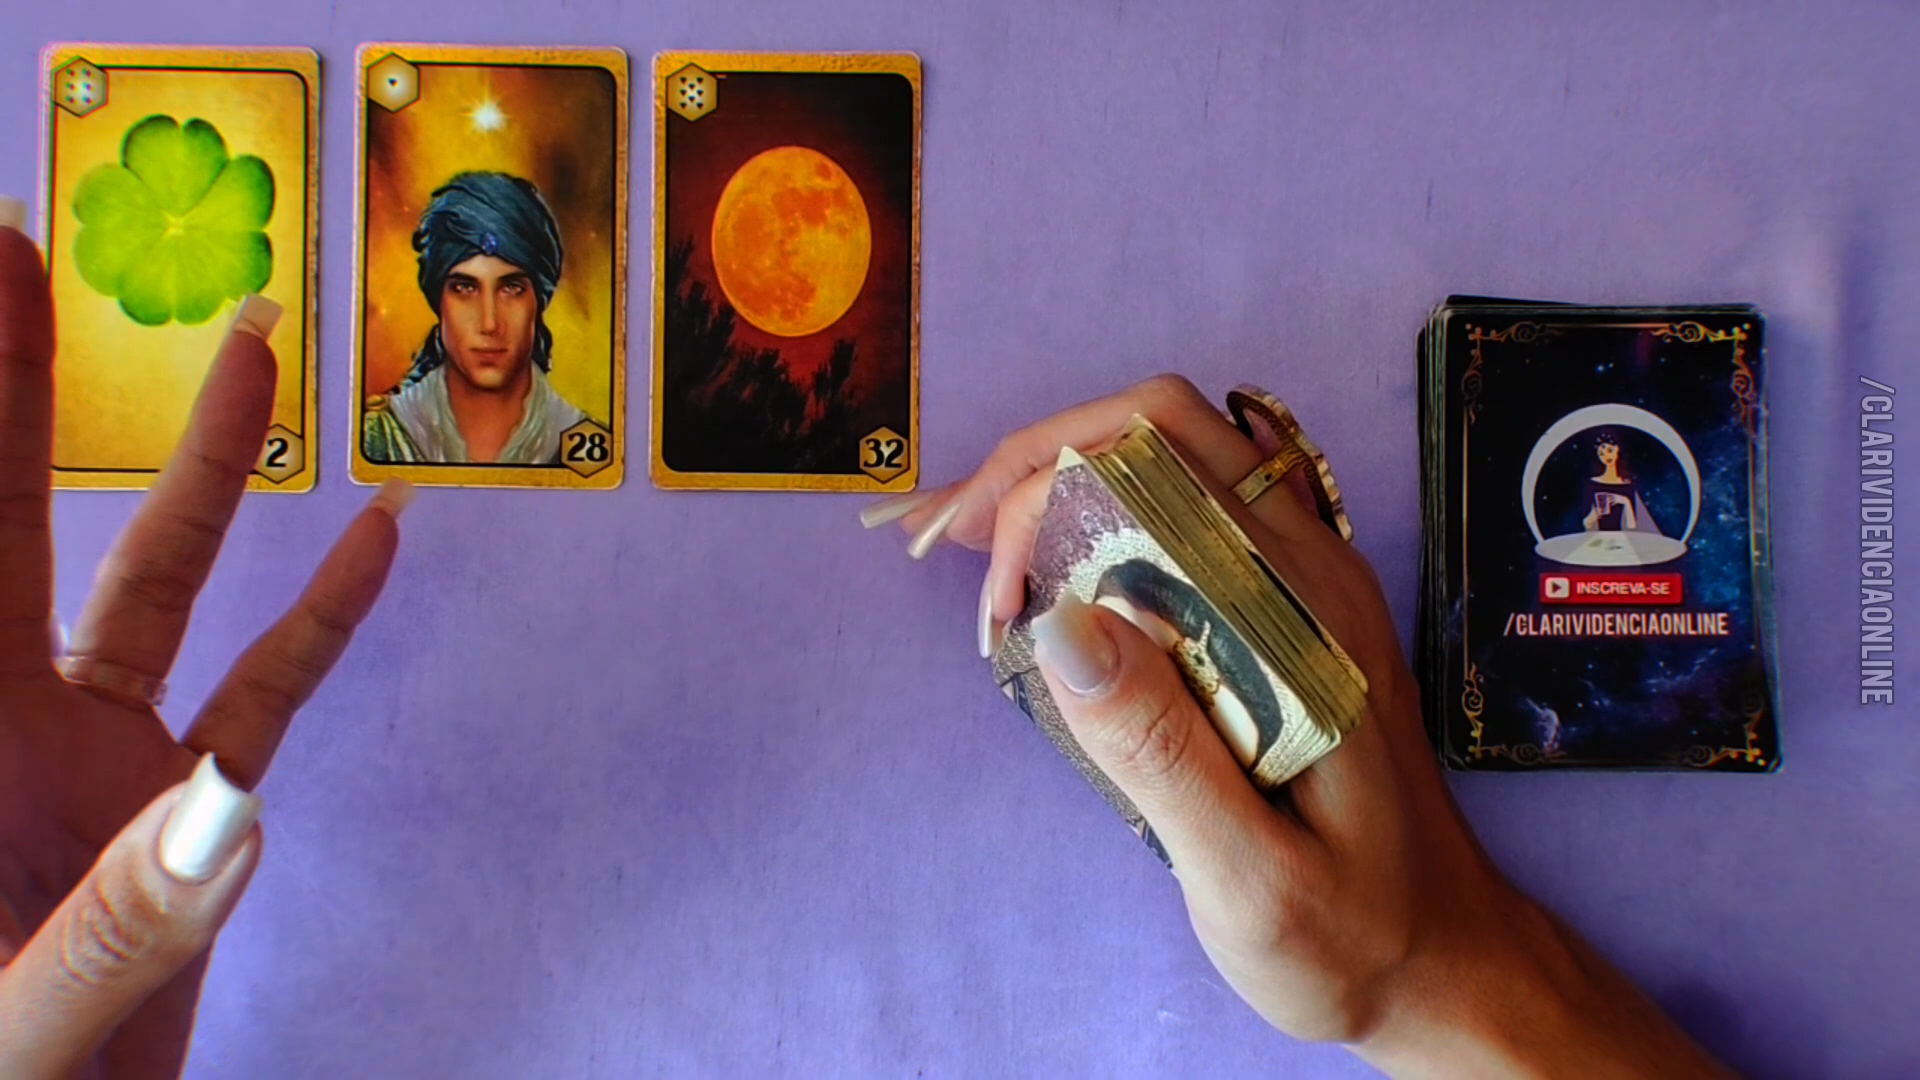 2
28
32
INSCREVA-SE
/CLARIVIDENCIAONLINE
/CLARIVIDENCIAONLINE